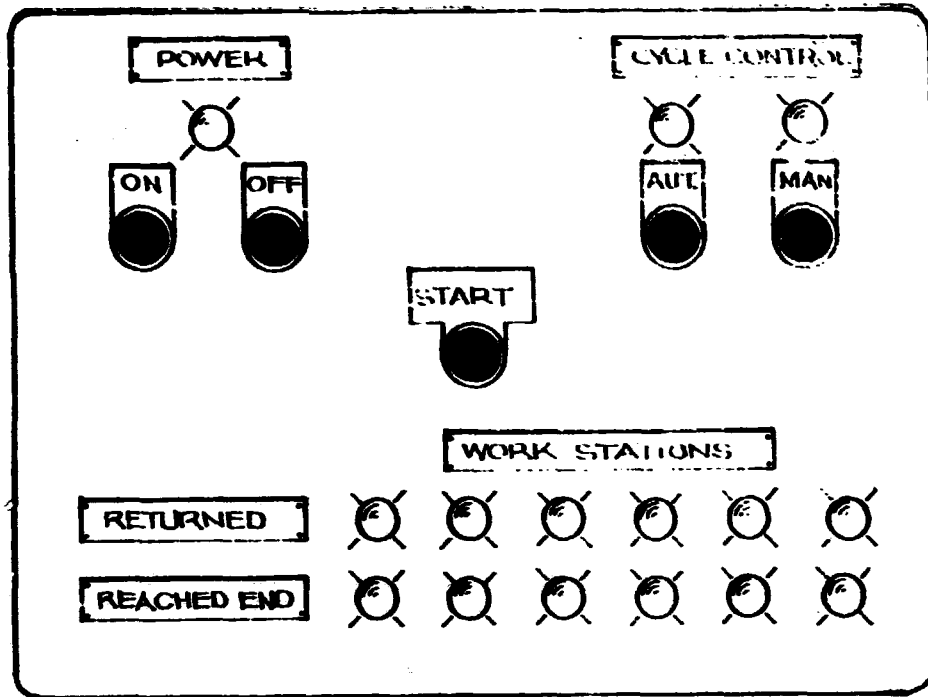 POWER
CYCLE CONTROL
ON
OFF
AUT.
MAN
START
WORK STATIONS
RETURNED
REACHED END